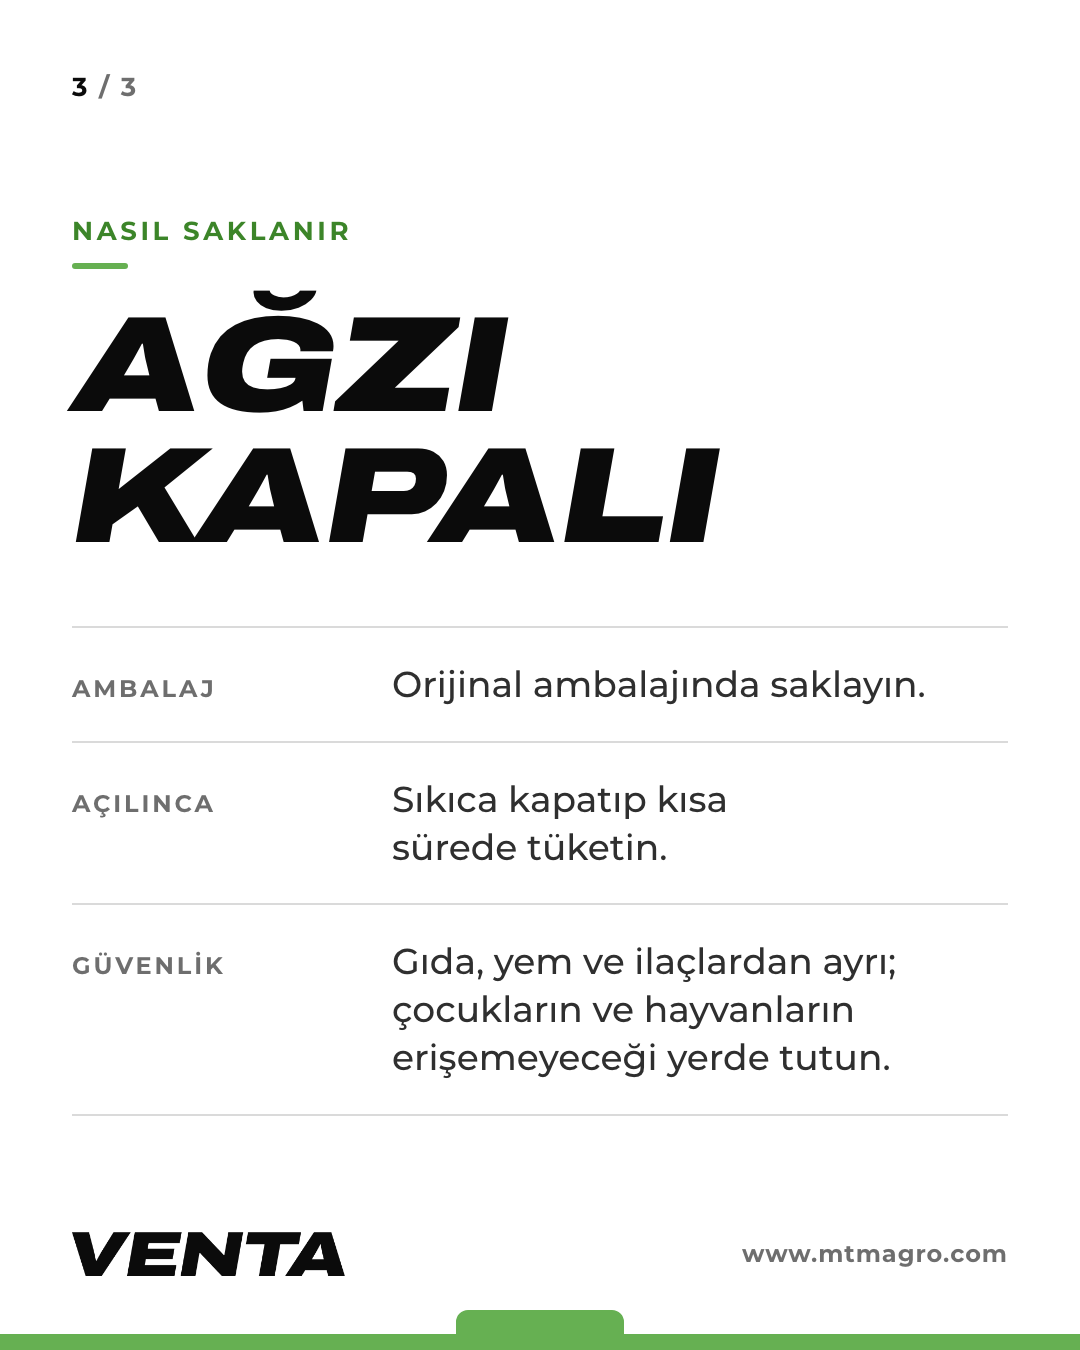 3 / 3
NASIL SAKLANIR
AĞZI
KAPALI
AMBALAJ
Orijinal ambalajında saklayın.
AÇILINCA
Sıkıca kapatıp kısa
sürede tüketin.
GÜVENLİK
Gıda, yem ve ilaçlardan ayrı;
çocukların ve hayvanların
erişemeyeceği yerde tutun.
VENTA
www.mtmagro.com